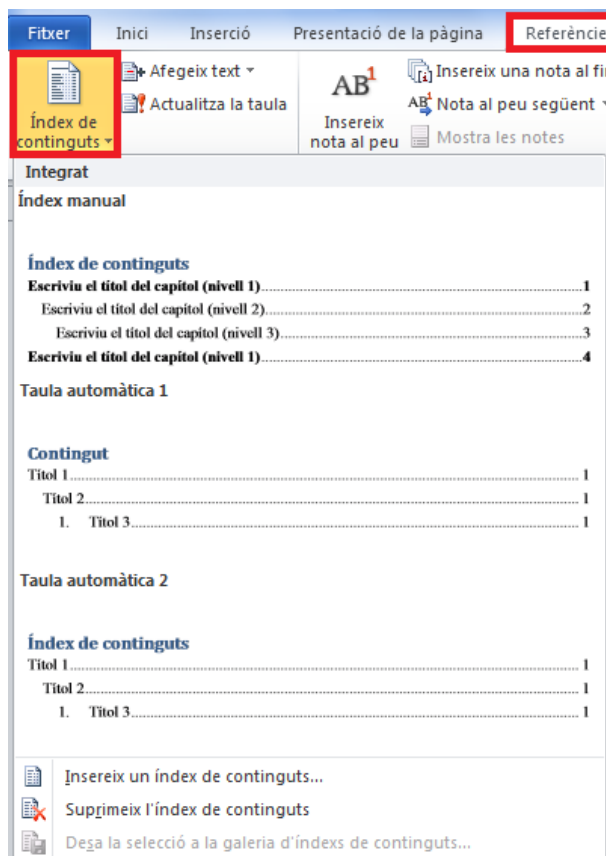 Fitxer Inici Inserció Presentació de la pàgina Referències
Afegeix text
Actualitza la taula
Índex de
continguts
AB1
Insereix
nota al peu
Insereix una nota al fi
Nota al peu següent
Mostra les notes
Integrat
Índex manual
Índex de continguts
Escriviu el títol del capítol (nivell 1)...1
Escriviu el títol del capítol (nivell 2)...2
Escriviu el títol del capítol (nivell 3)...3
Escriviu el títol del capítol (nivell 1)...4
Taula automàtica 1
Contingut
Títol 1...1
Títol 2...1
1. Títol 3...1
Taula automàtica 2
Índex de continguts
Títol 1...1
Títol 2...1
1. Títol 3...1
Insereix un índex de continguts...
Suprimeix l'índex de continguts
Desa la selecció a la galeria d'índexs de continguts...